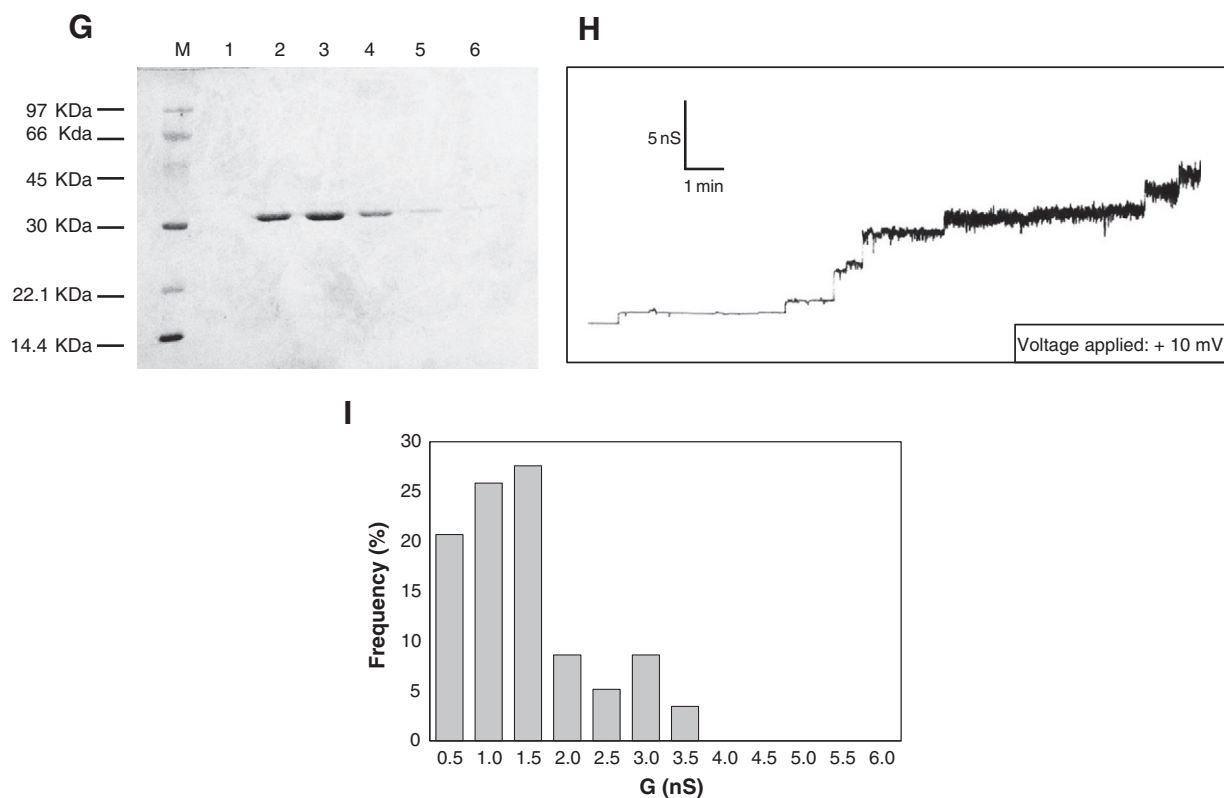 G
M 1 2 3 4 5 6
97 KDa
66 Kda
45 KDa
30 KDa
22.1 KDa
14.4 KDa
H
5 nS
1 min
Voltage applied: + 10 mV
I
30
25
20
15
10
5
0
Frequency (%)
0.5 1.0 1.5 2.0 2.5 3.0 3.5 4.0 4.5 5.0 5.5 6.0
G (nS)